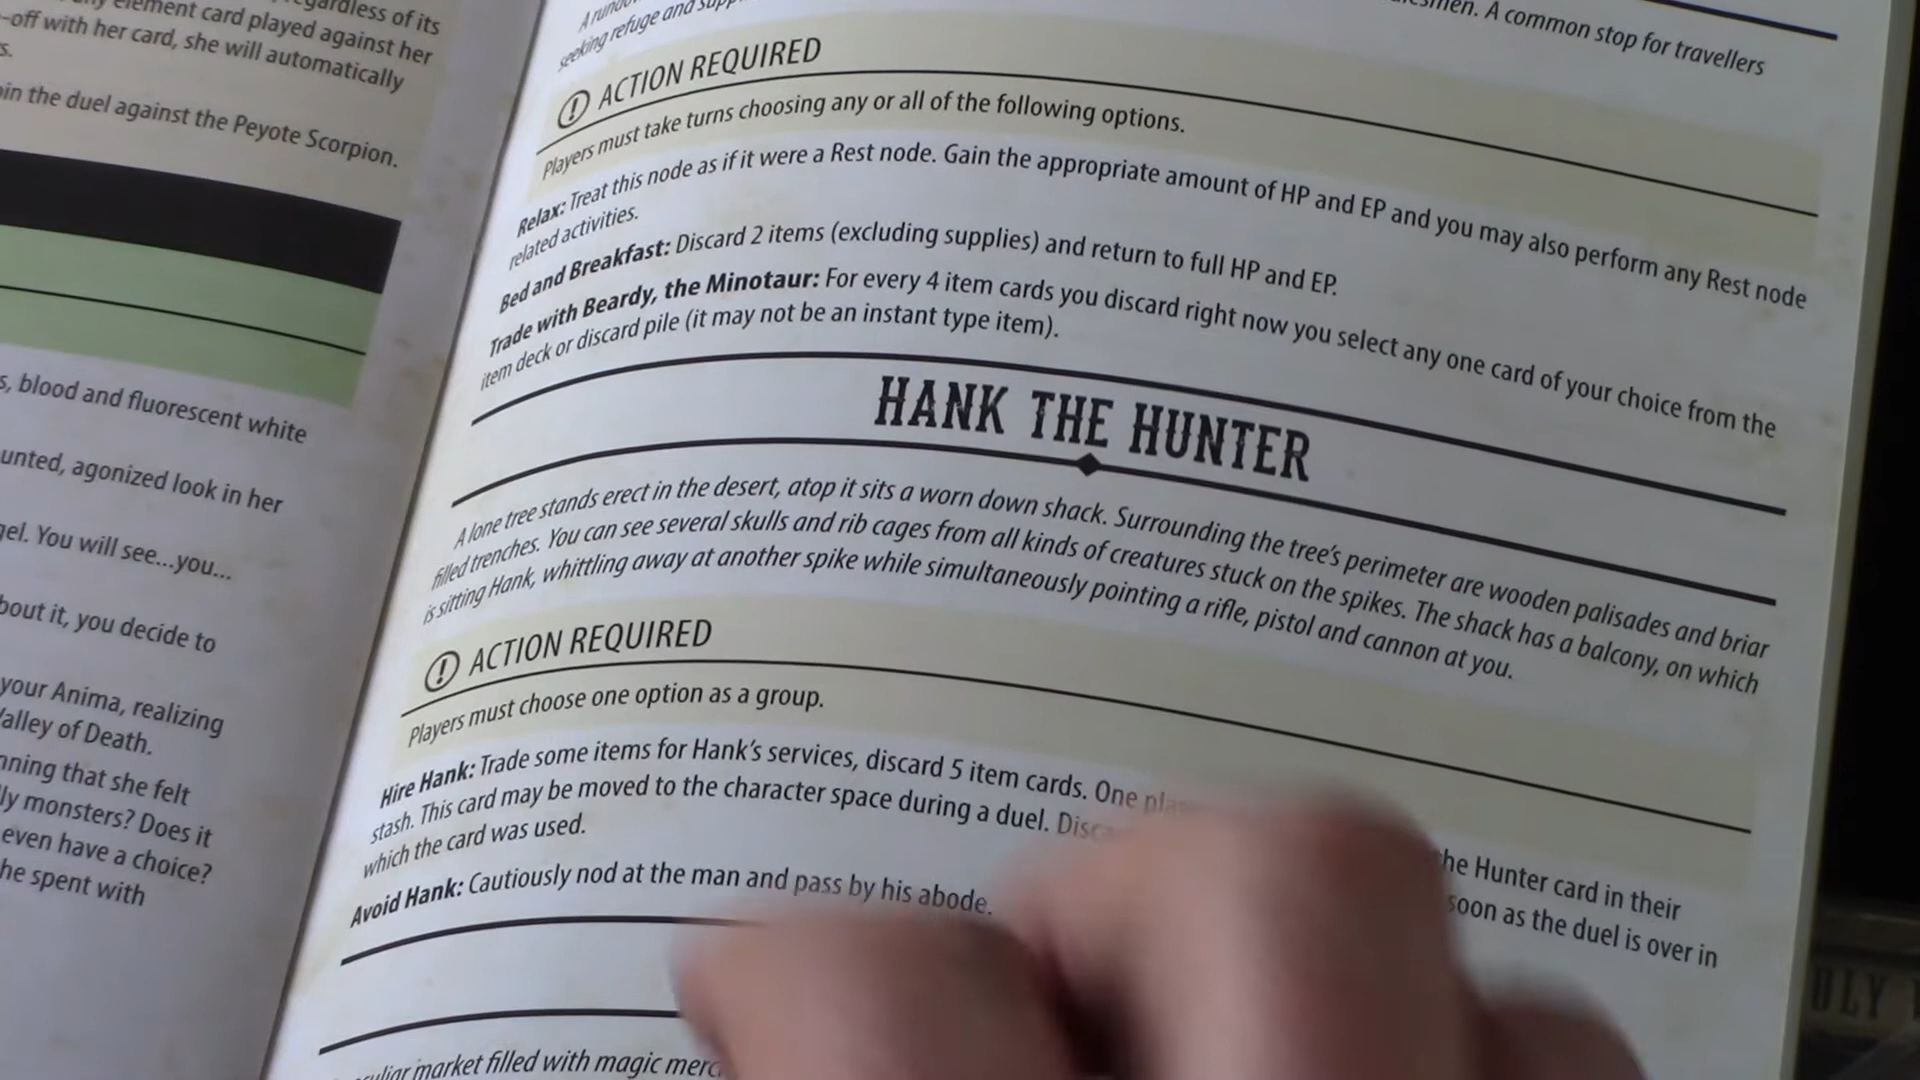 regardless of its
element card played against her
-off with her card, she will automatically
s.
in the duel against the Peyote Scorpion.
s, blood and fluorescent white
unted, agonized look in her
gel. You will see...you...
bout it, you decide to
your Anima, realizing
Valley of Death.
nning that she felt
ly monsters? Does it
even have a choice?
he spent with
A common stop for travellers
seeking refuge and
ACTION REQUIRED
Players must take turns choosing any or all of the following options.
Relax: Treat this node as if it were a Rest node. Gain the appropriate amount of HP and EP and you may also perform any Rest node
related activities.
Bed and Breakfast: Discard 2 items (excluding supplies) and return to full HP and EP.
Trade with Beardy, the Minotaur: For every 4 item cards you discard right now you select any one card of your choice from the
item deck or discard pile (it may not be an instant type item).
HANK THE HUNTER
A lone tree stands erect in the desert, atop it sits a worn down shack. Surrounding the tree's perimeter are wooden palisades and briar
filled trenches. You can see several skulls and rib cages from all kinds of creatures stuck on the spikes. The shack has a balcony, on which
is sitting Hank, whittling away at another spike while simultaneously pointing a rifle, pistol and cannon at you.
ACTION REQUIRED
Players must choose one option as a group.
Hire Hank: Trade some items for Hank's services, discard 5 item cards. One the Hunter card in their
stash. This card may be moved to the character space during a duel. soon as the duel is over in
which the card was used.
Avoid Hank: Cautiously nod at the man and pass by his abode.
market filled with magic